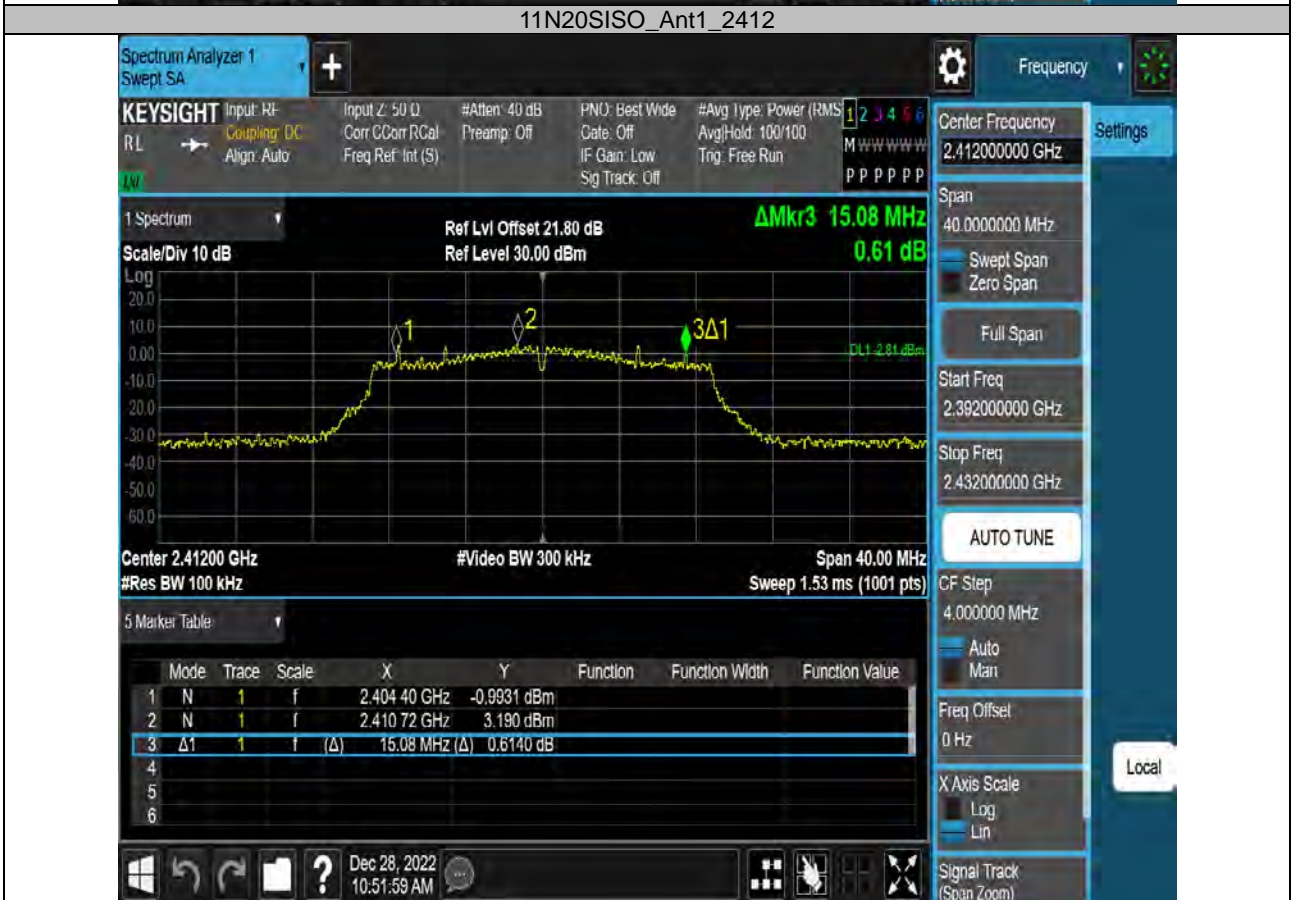 11N20SISO_Ant1_2412
Spectrum Analyzer 1
Swept SA
+
Frequency
KEYSIGHT
RL
Input: RF
Coupling: DC
Align: Auto
Input Z: 50 Ω
Corr CCorr RCal
Freq Ref: Int (S)
#Atten: 40 dB
Preamp: Off
PNO: Best Wide
Gate: Off
IF Gain: Low
Sig Track: Off
#Avg Type: Power (RMS
Avg|Hold: 100/100
Trig: Free Run
1 2 3 4 5 6
M W W W W W
P P P P P P
1 Spectrum
Scale/Div 10 dB
Ref Lvl Offset 21.80 dB
Ref Level 30.00 dBm
ΔMkr3 15.08 MHz
0.61 dB
Log
20.0
10.0
0.00
-10.0
-20.0
-30.0
-40.0
-50.0
-60.0
1
2
3Δ1
DL1 -2.81 dBm
Center 2.41200 GHz
#Res BW 100 kHz
#Video BW 300 kHz
Span 40.00 MHz
Sweep 1.53 ms (1001 pts)
5 Marker Table
Mode Trace Scale X Y Function Function Width Function Value
1 N 1 f 2.404 40 GHz -0.9931 dBm
2 N 1 f 2.410 72 GHz 3.190 dBm
3 Δ1 1 f (Δ) 15.08 MHz (Δ) 0.6140 dB
4
5
6
Dec 28, 2022
10:51:59 AM
Center Frequency
2.412000000 GHz
Settings
Span
40.0000000 MHz
Swept Span
Zero Span
Full Span
Start Freq
2.392000000 GHz
Stop Freq
2.432000000 GHz
AUTO TUNE
CF Step
4.000000 MHz
Auto
Man
Freq Offset
0 Hz
X Axis Scale
Log
Lin
Local
Signal Track
(Span Zoom)